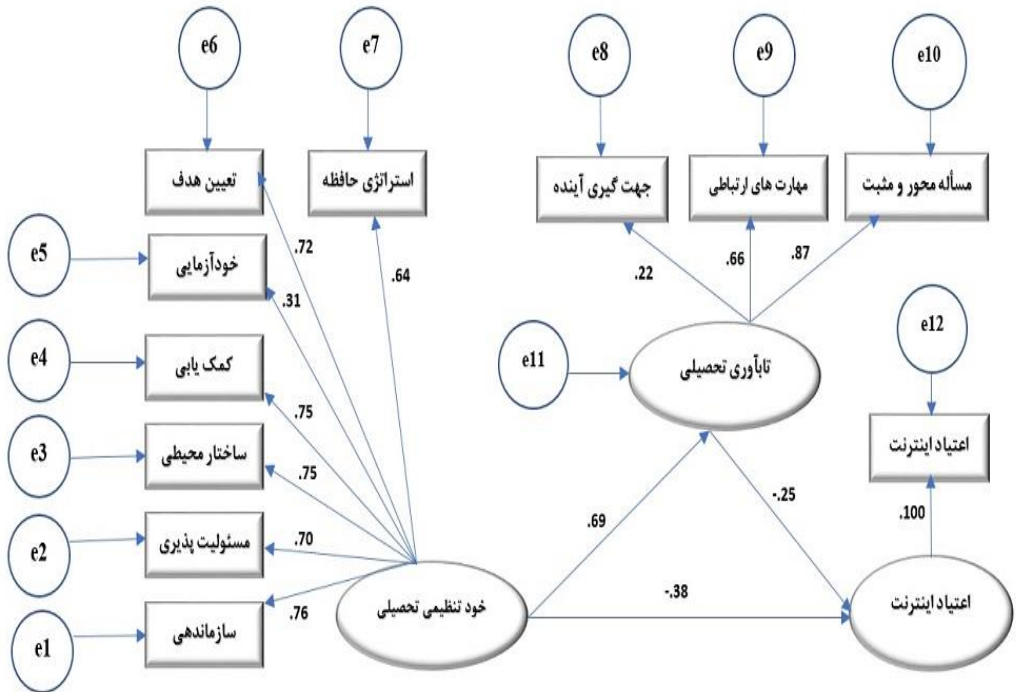 e6
e7
e8
e9
e10
تعیین هدف
استراتژی حافظه
جهت گیری آینده
مهارت های ارتباطی
مسأله محور و مثبت
e5
خودآزمایی
.72
.64
.31
.22
.66
.87
e12
e4
کمک یابی
e11
تابآوری تحصیلی
.75
e3
ساختار محیطی
اعتیاد اینترنت
.75
.69
-.25
.100
e2
مسئولیت پذیری
.70
خود تنظیمی تحصیلی
-.38
اعتیاد اینترنت
.76
e1
سازماندهی